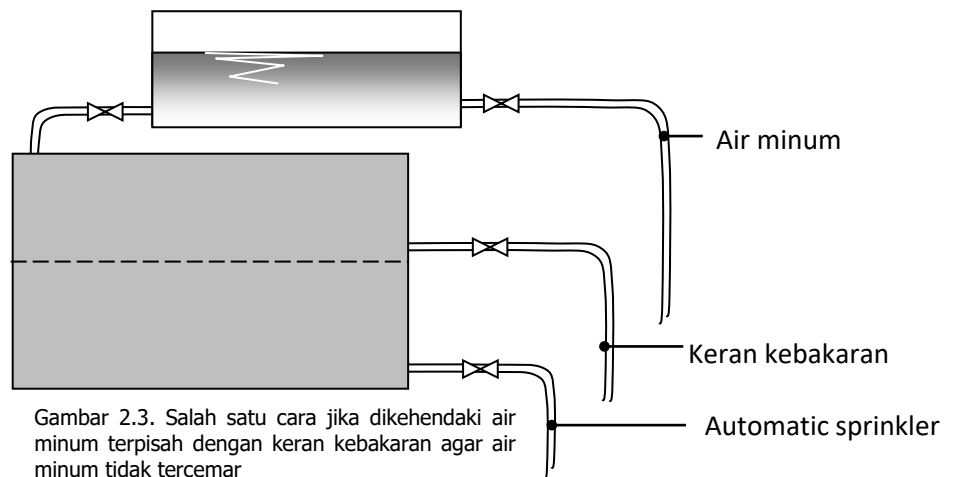 Air minum
Keran kebakaran
Automatic sprinkler
Gambar 2.3. Salah satu cara jika dikehendaki air
minum terpisah dengan keran kebakaran agar air
minum tidak tercemar